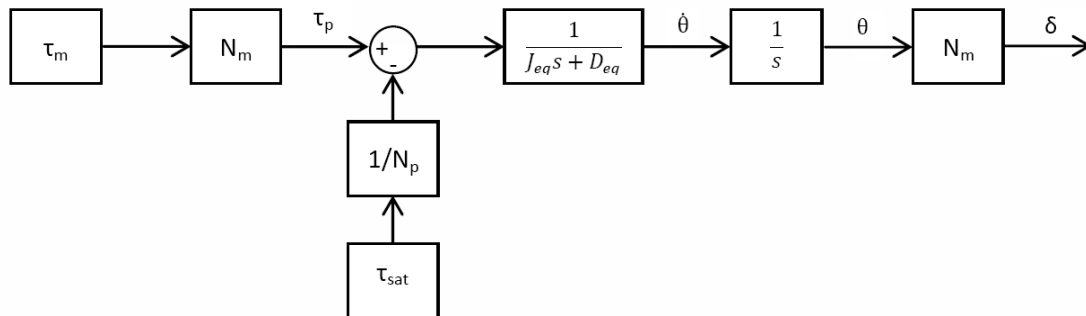 τm
Nm
τp
+
-
1
Jeqs + Deq
θ̇
1
s
θ
Nm
δ
1/Np
τsat